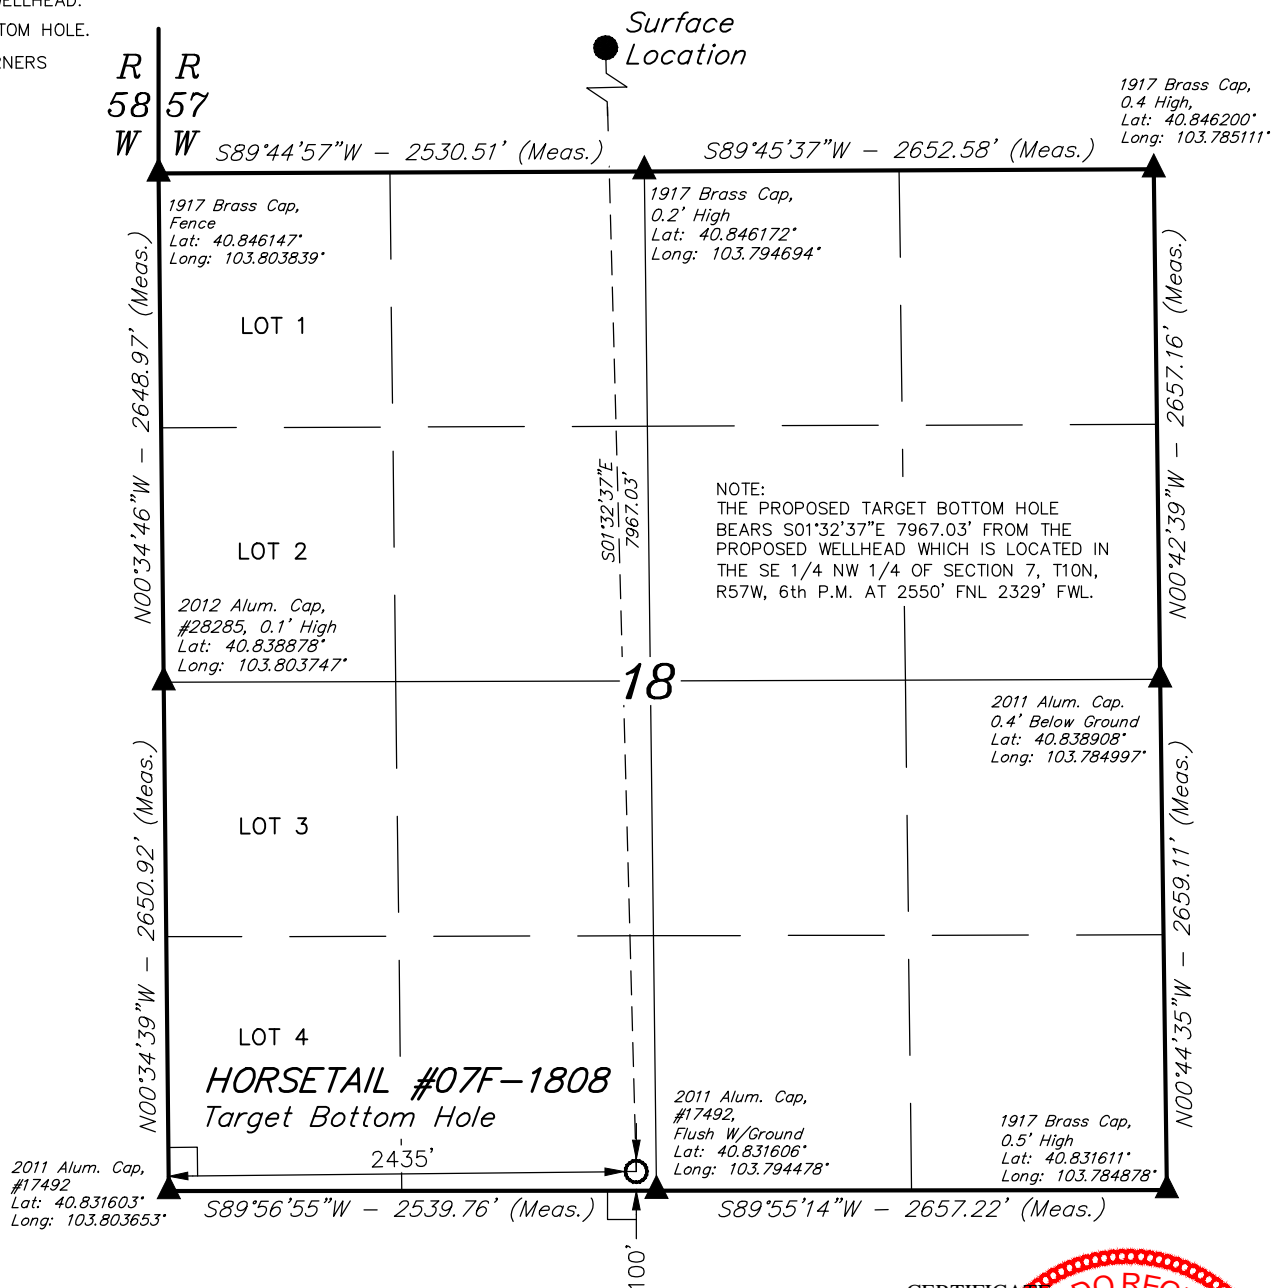 TOM HOLE.
Surface
Location
R R
58 57
W W
1917 Brass Cap,
0.4 High,
Lat: 40.846200°
Long: 103.785111°
S89°44'57"W – 2530.51' (Meas.)
S89°45'37"W – 2652.58' (Meas.)
1917 Brass Cap,
Fence
Lat: 40.846147°
Long: 103.803839°
1917 Brass Cap,
0.2' High
Lat: 40.846172°
Long: 103.794694°
N00°34'46"W – 2648.97' (Meas.)
N00°42'39"W – 2657.16' (Meas.)
LOT 1
S01°32'37"E
7967.03'
NOTE:
THE PROPOSED TARGET BOTTOM HOLE
BEARS S01°32'37"E 7967.03' FROM THE
PROPOSED WELLHEAD WHICH IS LOCATED IN
THE SE 1/4 NW 1/4 OF SECTION 7, T10N,
R57W, 6th P.M. AT 2550' FNL 2329' FWL.
LOT 2
2012 Alum. Cap,
#28285, 0.1' High
Lat: 40.838878°
Long: 103.803747°
18
2011 Alum. Cap.
0.4' Below Ground
Lat: 40.838908°
Long: 103.784997°
N00°34'39"W – 2650.92' (Meas.)
N00°44'35"W – 2659.11' (Meas.)
LOT 3
LOT 4
HORSETAIL #07F–1808
Target Bottom Hole
2435'
2011 Alum. Cap,
#17492,
Flush W/Ground
Lat: 40.831606°
Long: 103.794478°
1917 Brass Cap,
0.5' High
Lat: 40.831611°
Long: 103.784878°
2011 Alum. Cap,
#17492
Lat: 40.831603°
Long: 103.803653°
S89°56'55"W – 2539.76' (Meas.)
S89°55'14"W – 2657.22' (Meas.)
100'